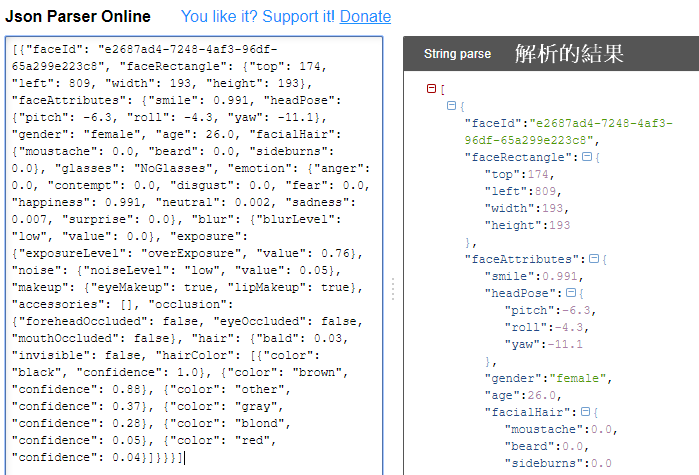 Json Parser Online
You like it? Support it! Donate
[{"faceId": "e2687ad4-7248-4af3-96df-
65a299e223c8", "faceRectangle": {"top": 174,
"left": 809, "width": 193, "height": 193},
"faceAttributes": {"smile": 0.991, "headPose":
{"pitch": -6.3, "roll": -4.3, "yaw": -11.1},
"gender": "female", "age": 26.0, "facialHair":
{"moustache": 0.0, "beard": 0.0, "sideburns":
0.0}, "glasses": "NoGlasses", "emotion": {"anger":
0.0, "contempt": 0.0, "disgust": 0.0, "fear": 0.0,
"happiness": 0.991, "neutral": 0.002, "sadness":
0.007, "surprise": 0.0}, "blur": {"blurLevel":
"low", "value": 0.0}, "exposure":
{"exposureLevel": "overExposure", "value": 0.76},
"noise": {"noiseLevel": "low", "value": 0.05},
"makeup": {"eyeMakeup": true, "lipMakeup": true},
"accessories": [], "occlusion":
{"foreheadOccluded": false, "eyeOccluded": false,
"mouthOccluded": false}, "hair": {"bald": 0.03,
"invisible": false, "hairColor": [{"color":
"black", "confidence": 1.0}, {"color": "brown",
"confidence": 0.88}, {"color": "other",
"confidence": 0.37}, {"color": "gray",
"confidence": 0.28}, {"color": "blond",
"confidence": 0.05}, {"color": "red",
"confidence": 0.04}]}}}]
String parse 解析的結果
[
{
"faceId":"e2687ad4-7248-4af3-
96df-65a299e223c8",
"faceRectangle":{
"top":174,
"left":809,
"width":193,
"height":193
},
"faceAttributes":{
"smile":0.991,
"headPose":{
"pitch":-6.3,
"roll":-4.3,
"yaw":-11.1
},
"gender":"female",
"age":26.0,
"facialHair":{
"moustache":0.0,
"beard":0.0,
"sideburns":0.0